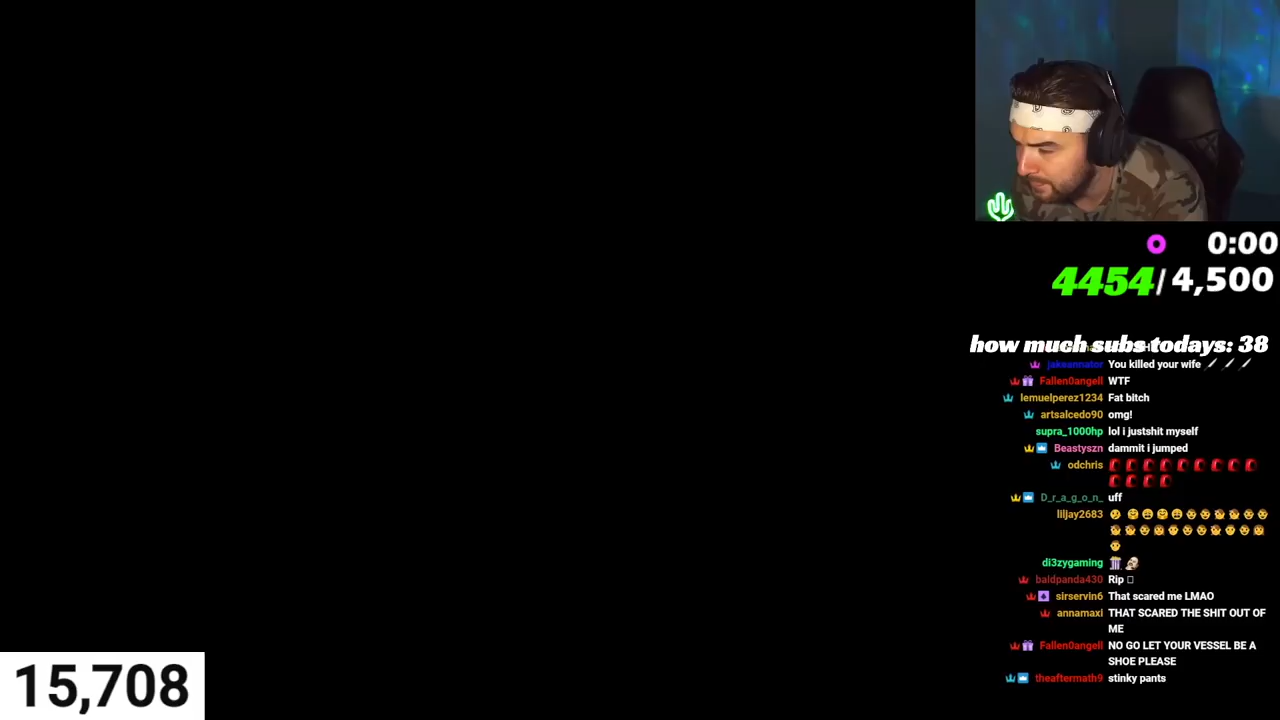 0:00
4454/4,500
how much subs todays: 38
jakeannator You killed your wife
Fallen0angell WTF
lemuelperez1234 Fat bitch
artsalcedo90 omg!
supra_1000hp lol i justshit myself
Beastyszn dammit i jumped
odchris
D_r_a_g_o_n_ uff
liljay2683
di3zygaming
baldpanda430 Rip
sirservin6 That scared me LMAO
annamaxi THAT SCARED THE SHIT OUT OF
ME
Fallen0angell NO GO LET YOUR VESSEL BE A
SHOE PLEASE
theaftermath9 stinky pants
15,708